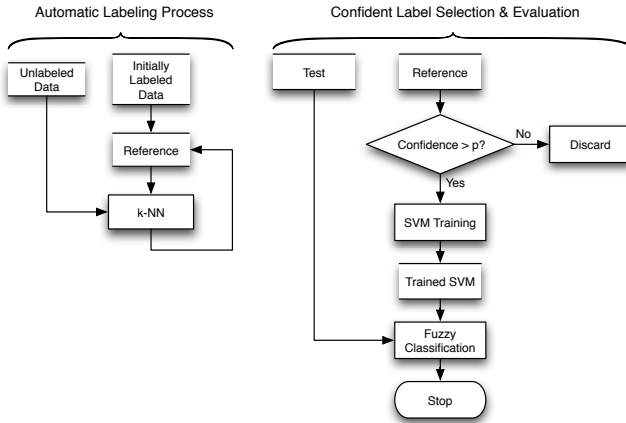 Automatic Labeling Process
Unlabeled
Data
Initially
Labeled
Data
Reference
k-NN
Confident Label Selection & Evaluation
Test
Reference
Confidence > p?
No
Discard
Yes
SVM Training
Trained SVM
Fuzzy
Classification
Stop